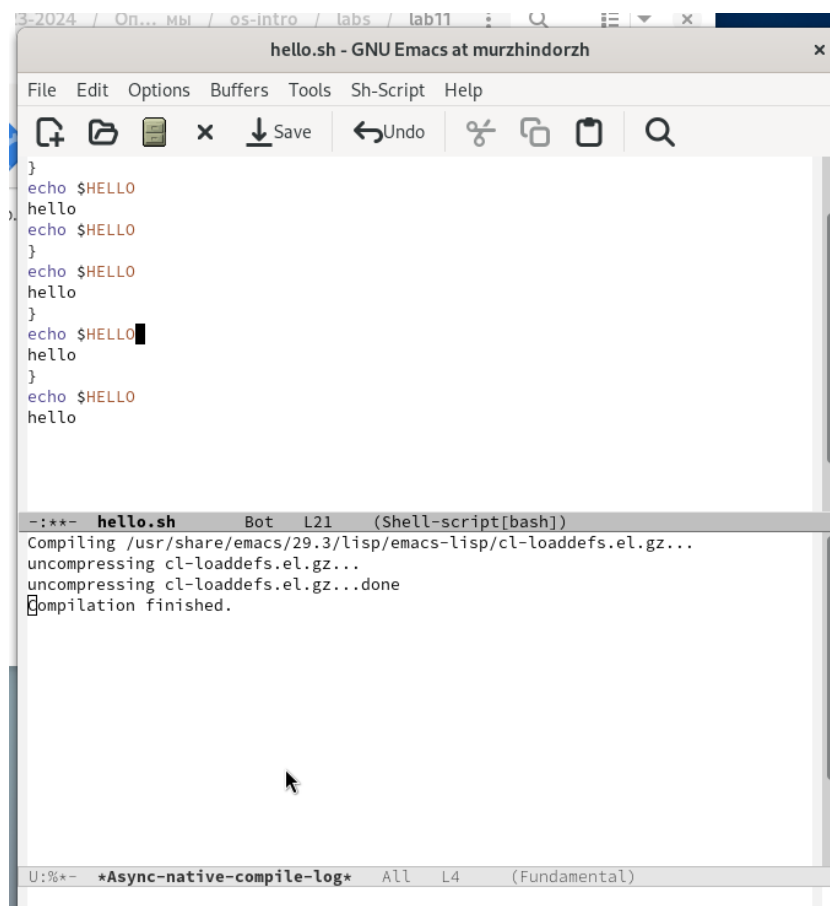 3-2024 / Оп... мы / os-intro / labs / lab11
hello.sh - GNU Emacs at murzhindorzh
File Edit Options Buffers Tools Sh-Script Help
Save Undo
}
echo $HELLO
hello
echo $HELLO
}
echo $HELLO
hello
}
echo $HELLO
hello
}
echo $HELLO
hello
-:**- hello.sh Bot L21 (Shell-script[bash])
Compiling /usr/share/emacs/29.3/lisp/emacs-lisp/cl-loaddefs.el.gz...
uncompressing cl-loaddefs.el.gz...
uncompressing cl-loaddefs.el.gz...done
Compilation finished.
U:%*- *Async-native-compile-log* All L4 (Fundamental)